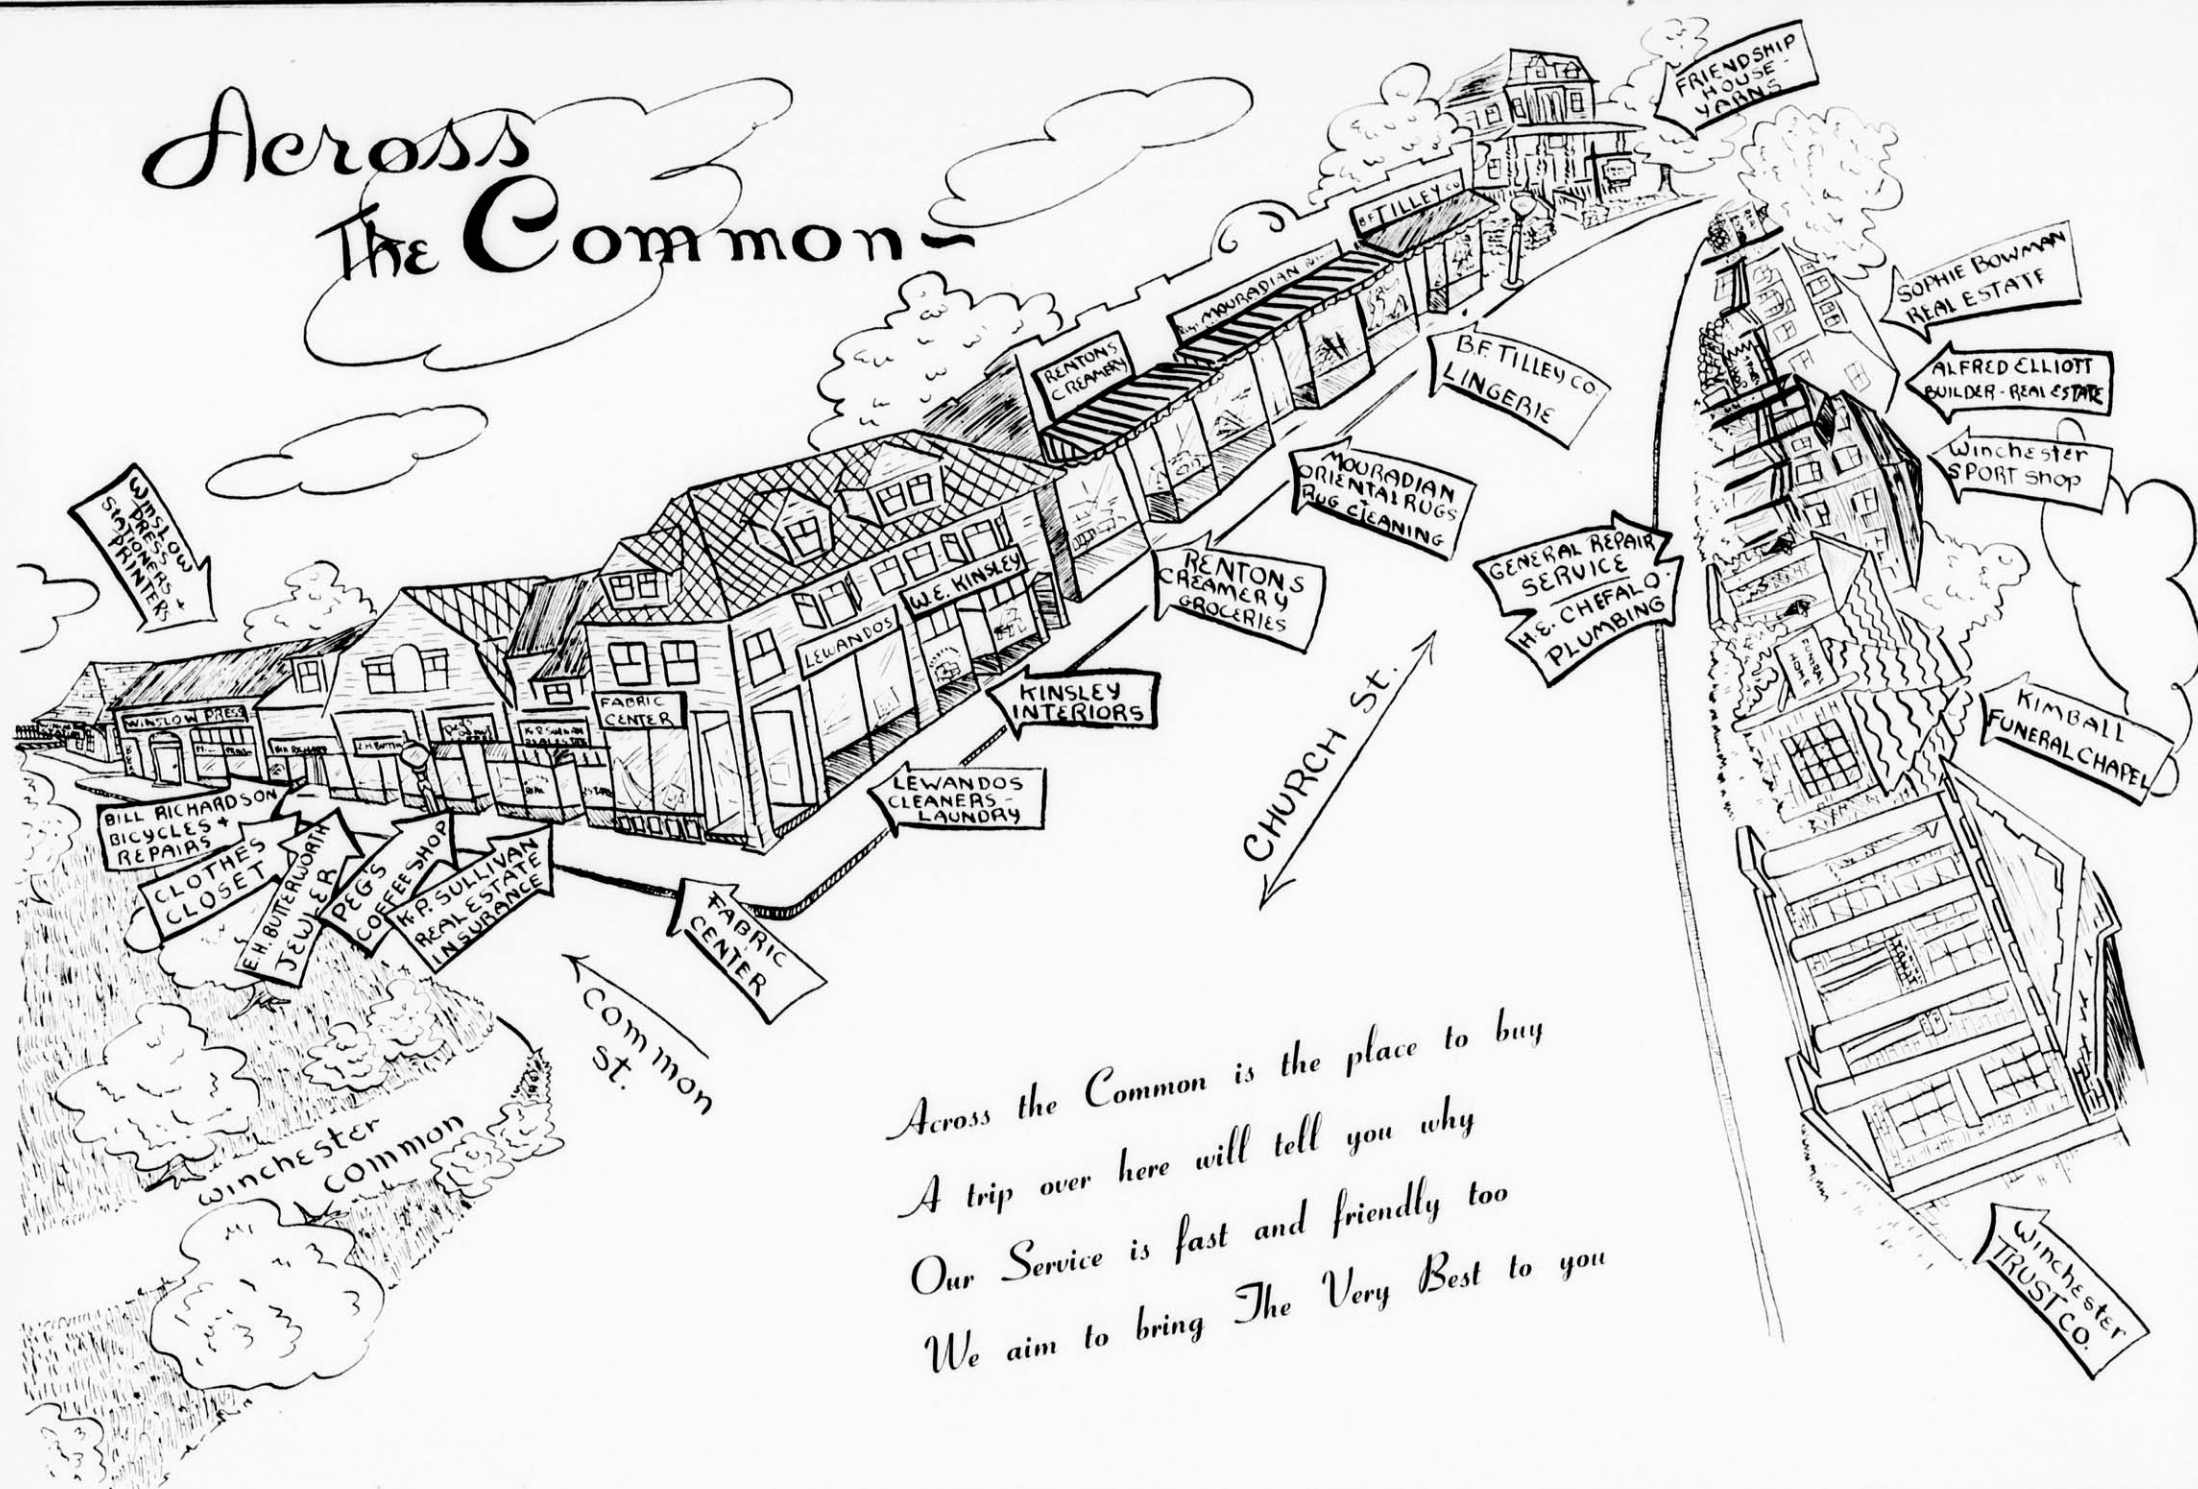 Across
The Common~
FRIENDSHIP
HOUSE -
YARNS
B.F. TILLEY CO
MOURADIAN
RENTONS
CREAMERY
SOPHIE BOWMAN
REAL ESTATE
B.F. TILLEY CO.
LINGERIE
ALFRED ELLIOTT
BUILDER - REAL ESTATE
Winchester
SPORT Shop
MOURADIAN
ORIENTAL RUGS
RUG CLEANING
WINSLOW
PRESS
STATIONERS +
PRINTERS
RENTONS
CREAMERY
GROCERIES
GENERAL REPAIR
SERVICE
H.E. CHEFALO.
PLUMBING
W.E. KINSLEY
LEWANDOS
FABRIC
CENTER
WINSLOW PRESS
FUNERAL
HOME
KINSLEY
INTERIORS
KIMBALL
FUNERAL CHAPEL
LEWANDOS
CLEANERS -
LAUNDRY
CHURCH St.
BILL RICHARDSON
BICYCLES +
REPAIRS
CLOTHES
CLOSET
E.H. BUTTERWORTH
JEWLER
PEG'S
COFFEE SHOP
K.P. SULLIVAN
REAL ESTATE
INSURANCE
FABRIC
CENTER
Common
St.
winchester
common
Across the Common is the place to buy
A trip over here will tell you why
Our Service is fast and friendly too
We aim to bring The Very Best to you
Winchester
TRUST CO.